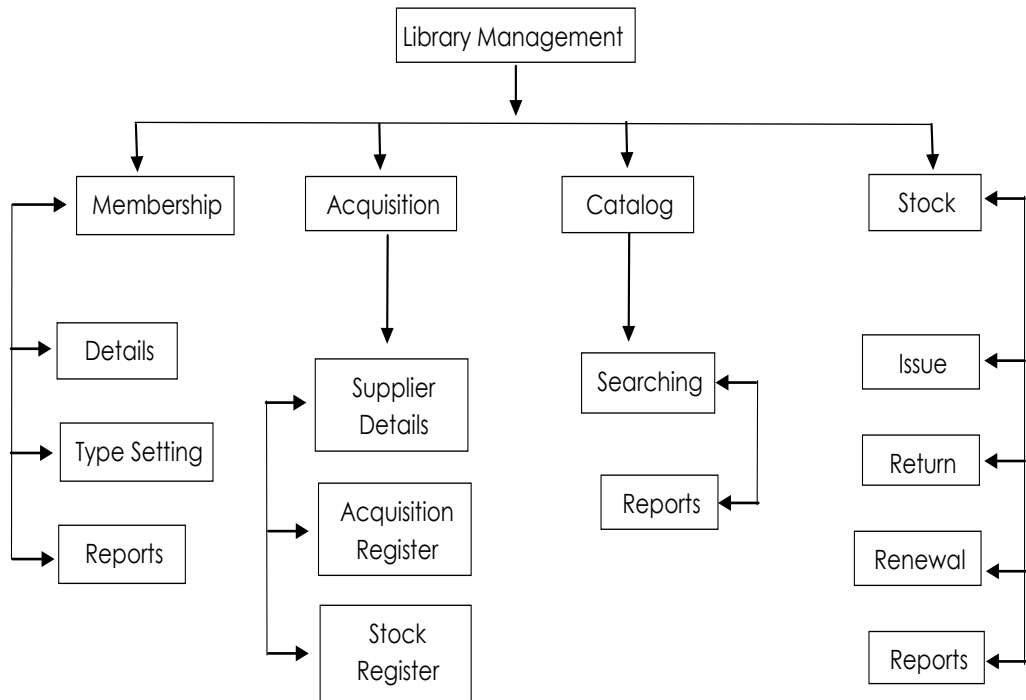 Library Management
Membership
Acquisition
Catalog
Stock
Details
Type Setting
Reports
Supplier
Details
Acquisition
Register
Stock
Register
Searching
Reports
Issue
Return
Renewal
Reports